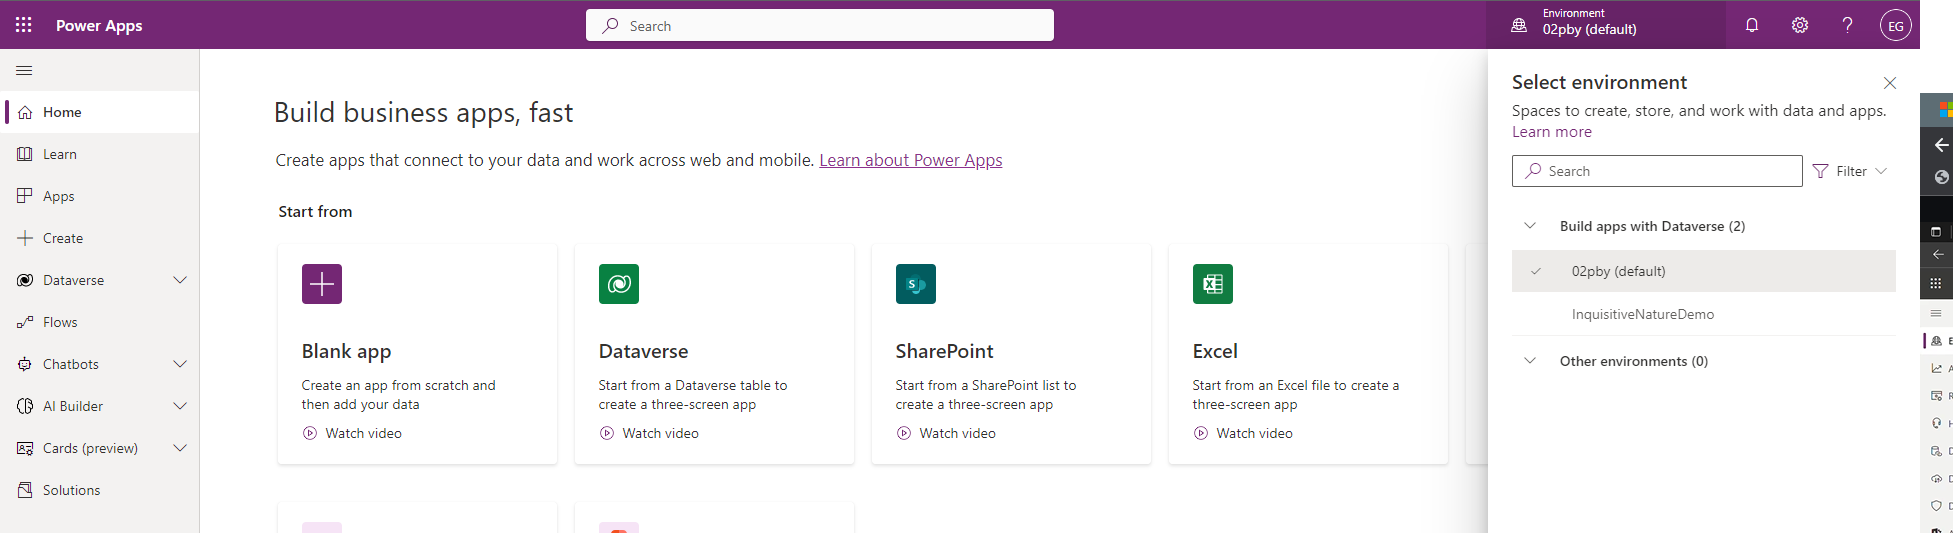 Power Apps
Search
Environment
02pby (default)
EG
Home
Learn
Apps
Create
Dataverse
Flows
Chatbots
AI Builder
Cards (preview)
Solutions
Build business apps, fast
Create apps that connect to your data and work across web and mobile. Learn about Power Apps
Start from
Blank app
Create an app from scratch and
then add your data
Watch video
Dataverse
Start from a Dataverse table to
create a three-screen app
Watch video
SharePoint
Start from a SharePoint list to
create a three-screen app
Watch video
Excel
Start from an Excel file to create a
three-screen app
Watch video
Select environment
Spaces to create, store, and work with data and apps.
Learn more
Search
Filter
Build apps with Dataverse (2)
02pby (default)
InquisitiveNatureDemo
Other environments (0)